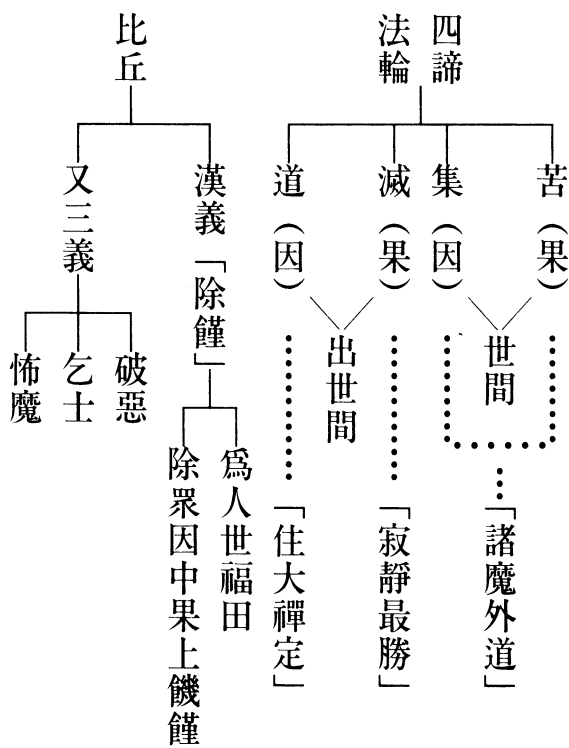 四諦
法輪
苦（果）
集（因）
世間
「諸魔外道」
滅（果）
道（因）
出世間
「寂靜最勝」
「住大禪定」
比丘
漢義「除饉」
為人世福田
除眾因中果上饑饉
又三義
破惡
乞士
怖魔